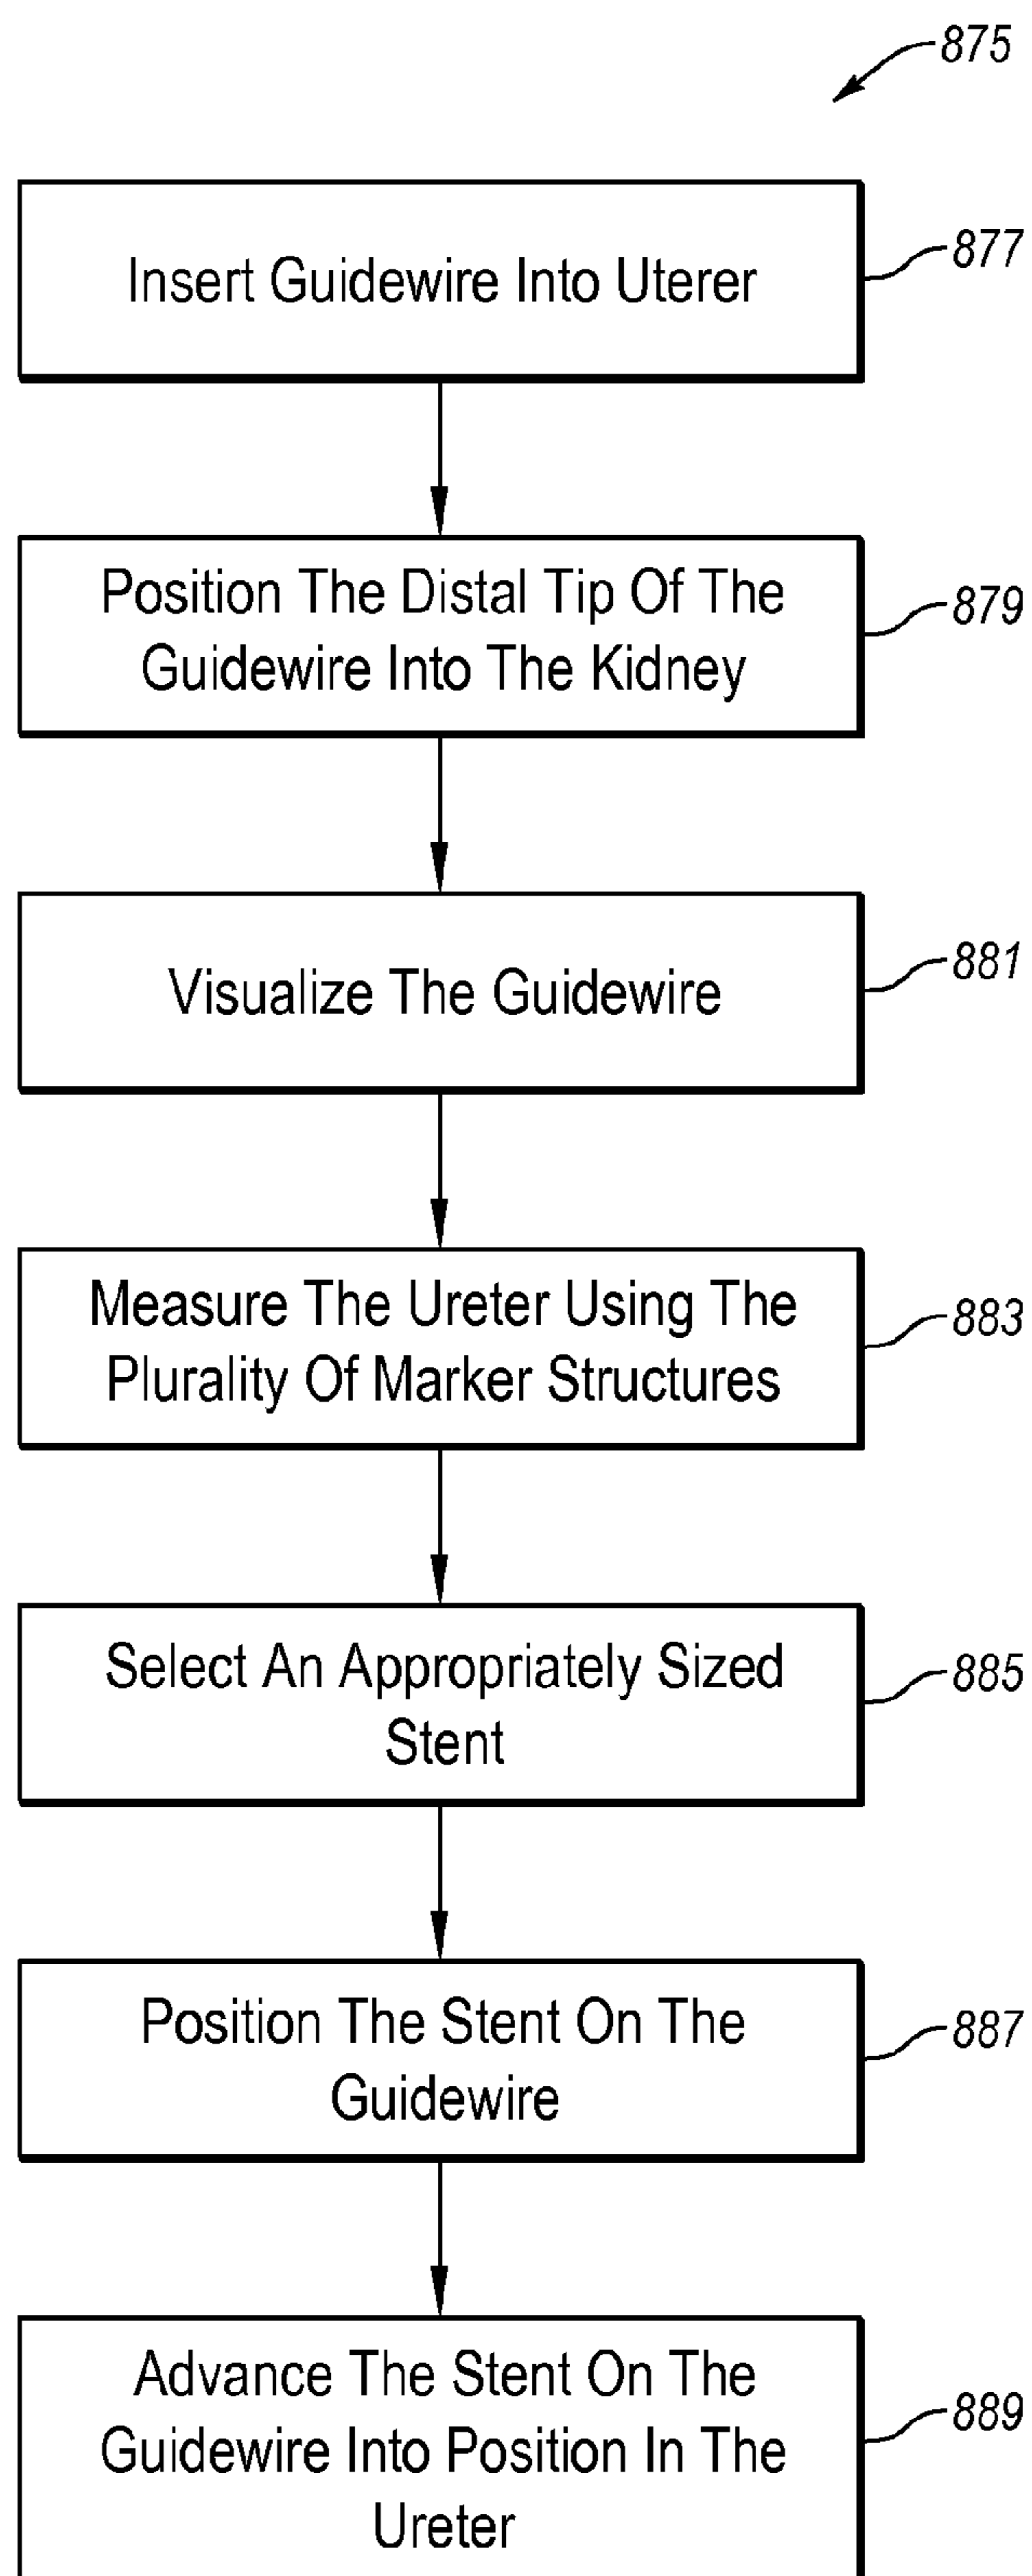 875
Insert Guidewire Into Uterer
877
Position The Distal Tip Of The
Guidewire Into The Kidney
879
Visualize The Guidewire
881
Measure The Ureter Using The
Plurality Of Marker Structures
883
Select An Appropriately Sized
Stent
885
Position The Stent On The
Guidewire
887
Advance The Stent On The
Guidewire Into Position In The
Ureter
889